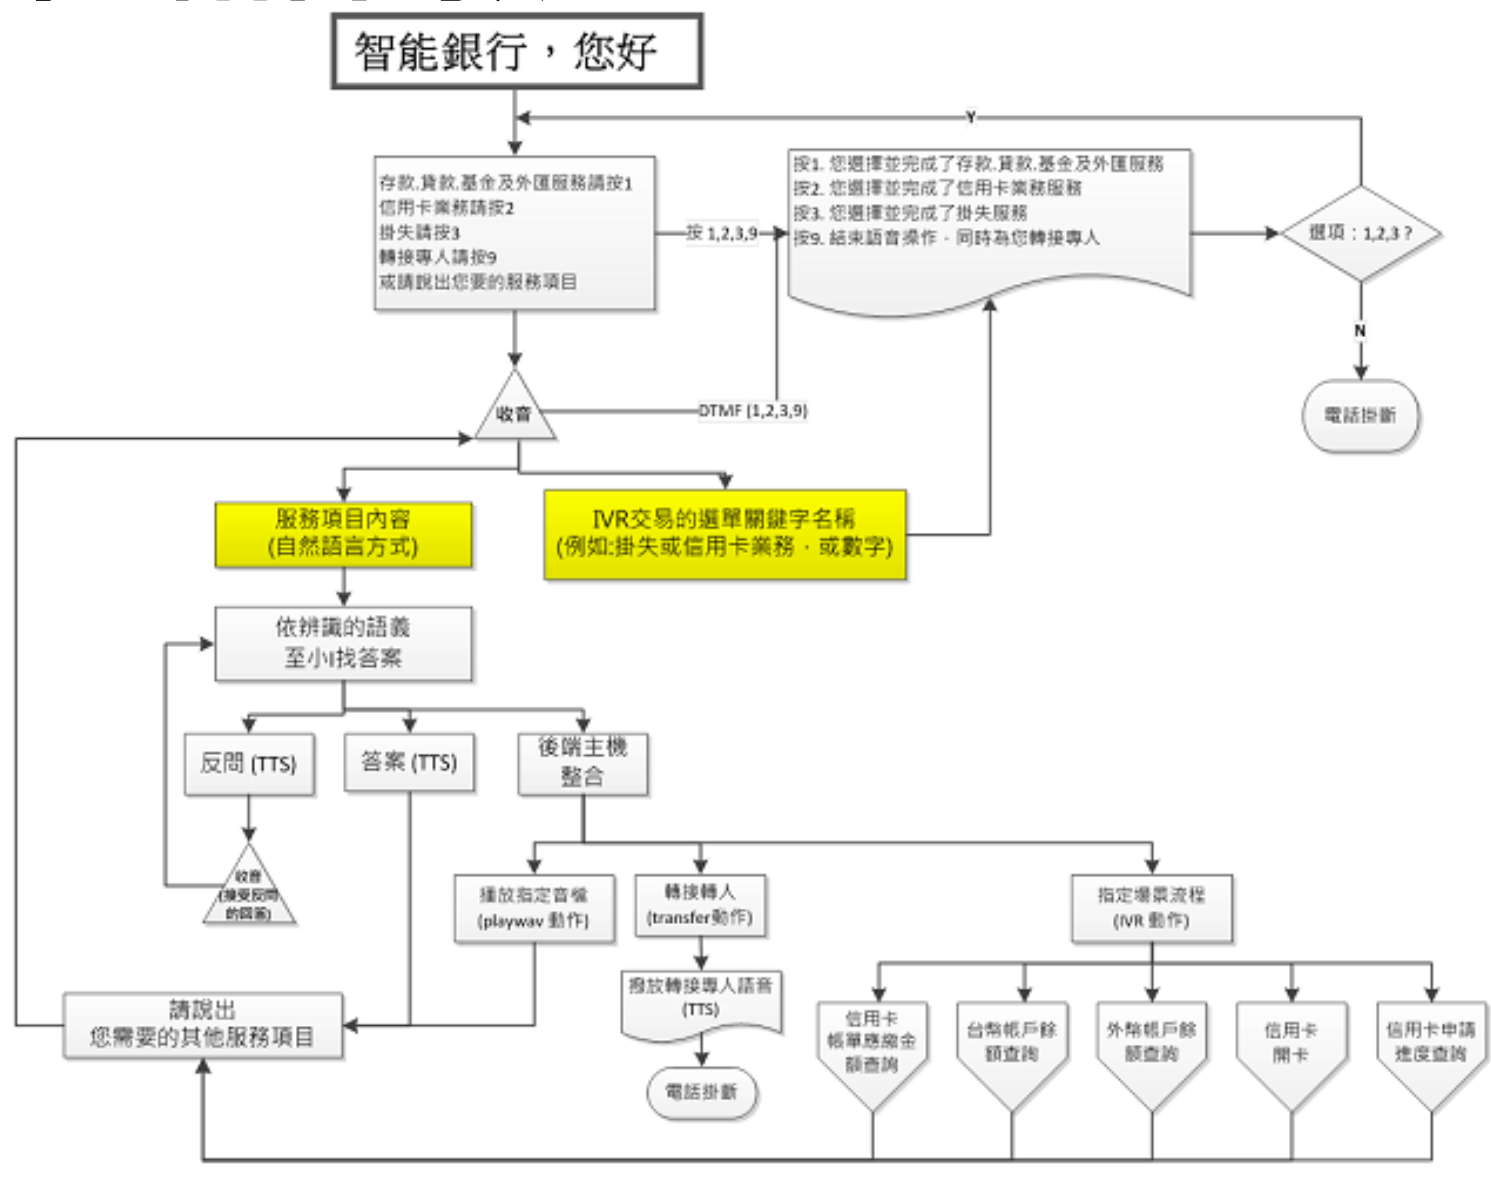 智能銀行，您好
Y
存款.貸款.基金及外匯服務請按1
信用卡業務請按2
掛失請按3
轉接專人請按9
或請說出您要的服務項目
按 1,2,3,9
按1. 您選擇並完成了存款.貸款.基金及外匯服務
按2. 您選擇並完成了信用卡業務服務
按3. 您選擇並完成了掛失服務
按9. 結束語音操作，同時為您轉接專人
選項：1,2,3？
N
電話掛斷
收音
DTMF (1,2,3,9)
服務項目內容
(自然語言方式)
IVR交易的選單關鍵字名稱
(例如:掛失或信用卡業務，或數字)
依辨識的語義
至小i找答案
反問 (TTS)
答案 (TTS)
後端主機
整合
收音
(接受反問
的回答)
播放指定音檔
(playwav 動作)
轉接轉人
(transfer動作)
指定場景流程
(IVR 動作)
撥放轉接專人語音
(TTS)
電話掛斷
請說出
您需要的其他服務項目
信用卡
帳單應繳金
額查詢
台幣帳戶餘
額查詢
外幣帳戶餘
額查詢
信用卡
開卡
信用卡申請
進度查詢